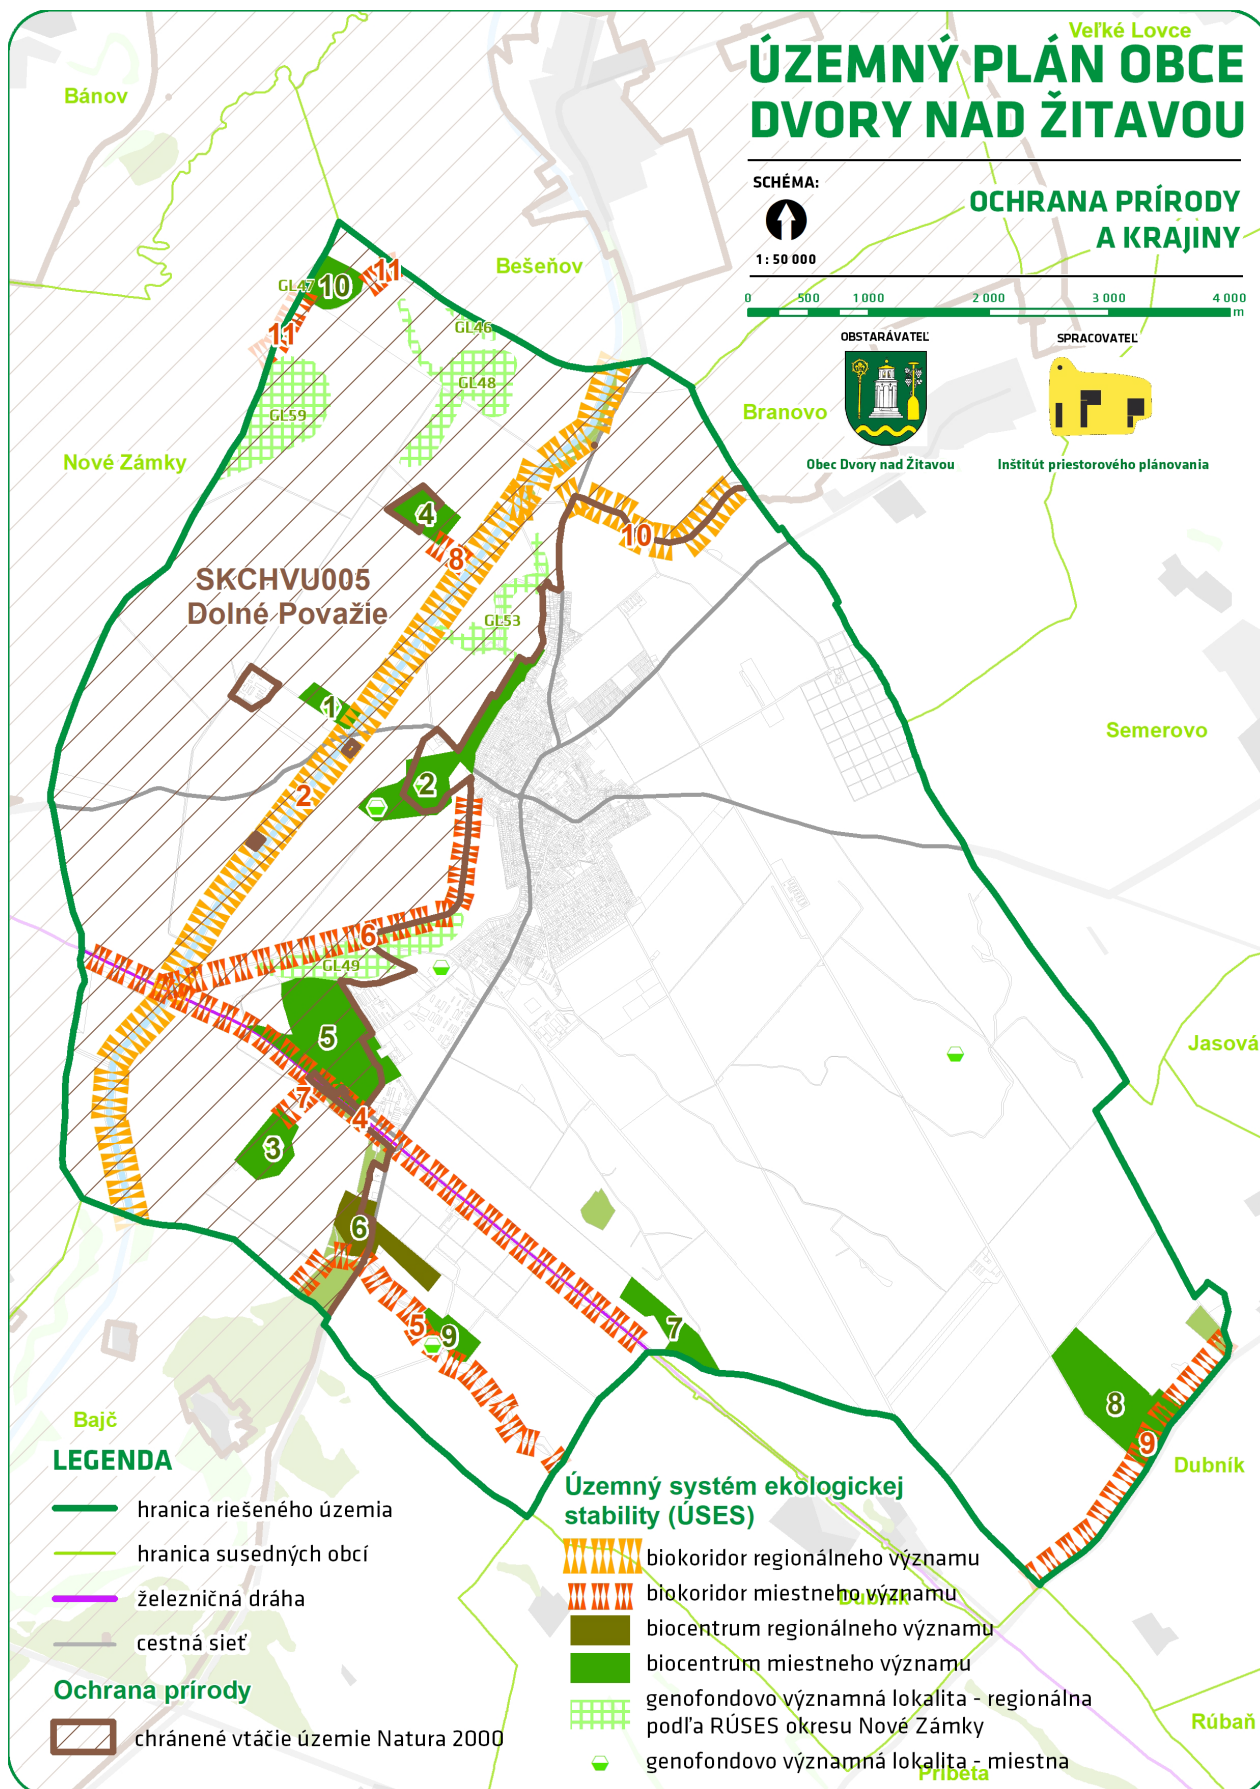 Veľké Lovce
ÚZEMNÝ PLÁN OBCE
DVORY NAD ŽITAVOU
SCHÉMA:
1 : 50 000
OCHRANA PRÍRODY
A KRAJINY
0 500 1 000 2 000 3 000 4 000
m
OBSTARÁVATEĽ
SPRACOVATEĽ
Obec Dvory nad Žitavou
Inštitút priestorového plánovania
Bánov
Bešeňov
Branovo
Nové Zámky
Semerovo
Jasová
Dubník
Dubník
Rúbaň
Pribeta
Bajč
GL47
10
11
11
GL46
GL48
GL59
4
8
10
SKCHVU005
Dolné Považie
GL53
1
2
2
6
GL49
5
7
4
3
6
5
9
7
8
9
LEGENDA
hranica riešeného územia
hranica susedných obcí
železničná dráha
cestná sieť
Ochrana prírody
chránené vtáčie územie Natura 2000
Územný systém ekologickej
stability (ÚSES)
biokoridor regionálneho významu
biokoridor miestneho významu
biocentrum regionálneho významu
biocentrum miestneho významu
genofondovo významná lokalita - regionálna
podľa RÚSES okresu Nové Zámky
genofondovo významná lokalita - miestna